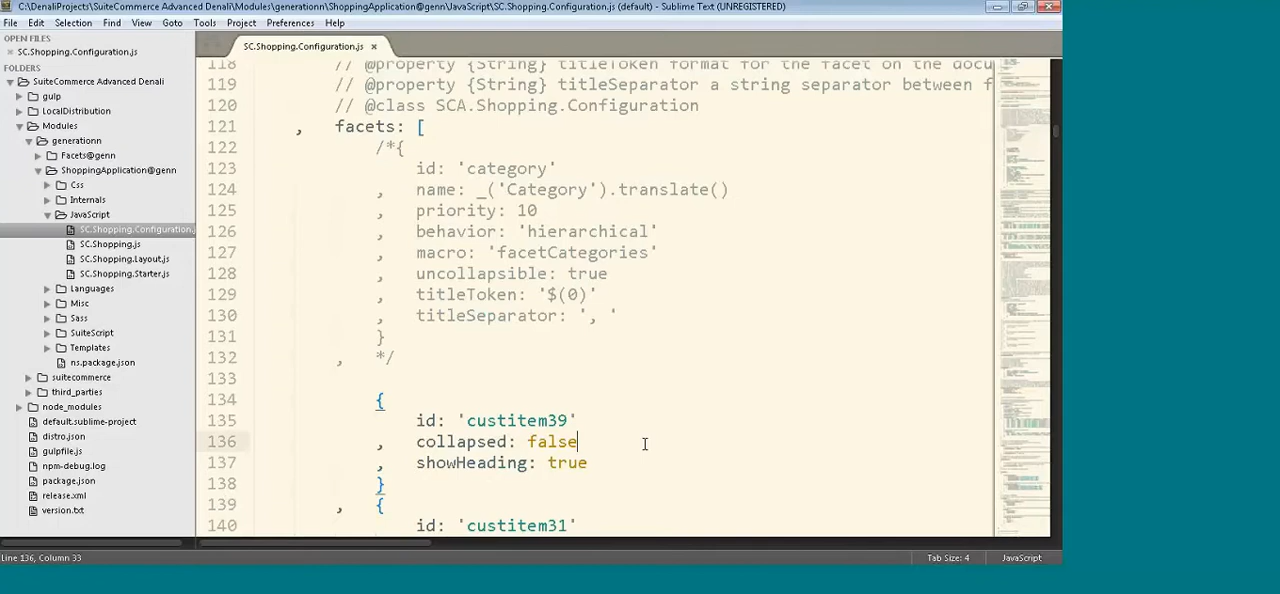 C:\DenaliProjects\SuiteCommerce Advanced Denali\Modules\generationn\ShoppingApplication@genn\JavaScript\SC.Shopping.Configuration.js (default) - Sublime Text (UNREGISTERED)
File Edit Selection Find View Goto Tools Project Preferences Help
OPEN FILES
SC.Shopping.Configuration.js
FOLDERS
SuiteCommerce Advanced Denali
gulp
LocalDistribution
Modules
generationn
Facets@genn
ShoppingApplication@genn
Css
Internals
JavaScript
SC.Shopping.Configuration.j
SC.Shopping.js
SC.Shopping.Layout.js
SC.Shopping.Starter.js
Languages
Misc
Sass
SuiteScript
Templates
ns.package.json
suitecommerce
third_parties
node_modules
default.sublime-project
distro.json
gulpfile.js
npm-debug.log
package.json
release.xml
version.txt
SC.Shopping.Configuration.js
118 // @property {String} titleToken format for the facet on the docu
119 // @property {String} titleSeparator a string separator between f
120 // @class SCA.Shopping.Configuration
121 , facets: [
122 /*{
123 id: 'category'
124 , name: _('Category').translate()
125 , priority: 10
126 , behavior: 'hierarchical'
127 , macro: 'facetCategories'
128 , uncollapsible: true
129 , titleToken: '$(0)'
130 , titleSeparator: ', '
131 }
132 , */
133
134 {
135 id: 'custitem39'
136 , collapsed: false
137 , showHeading: true
138 }
139 , {
140 id: 'custitem31'
Line 136, Column 33
Tab Size: 4
JavaScript